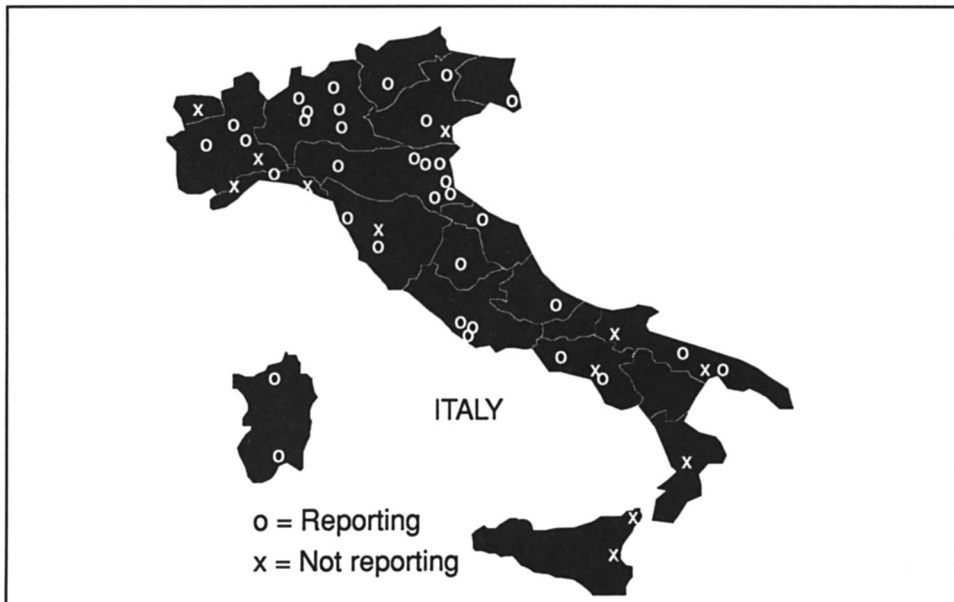 ITALY
o = Reporting
x = Not reporting